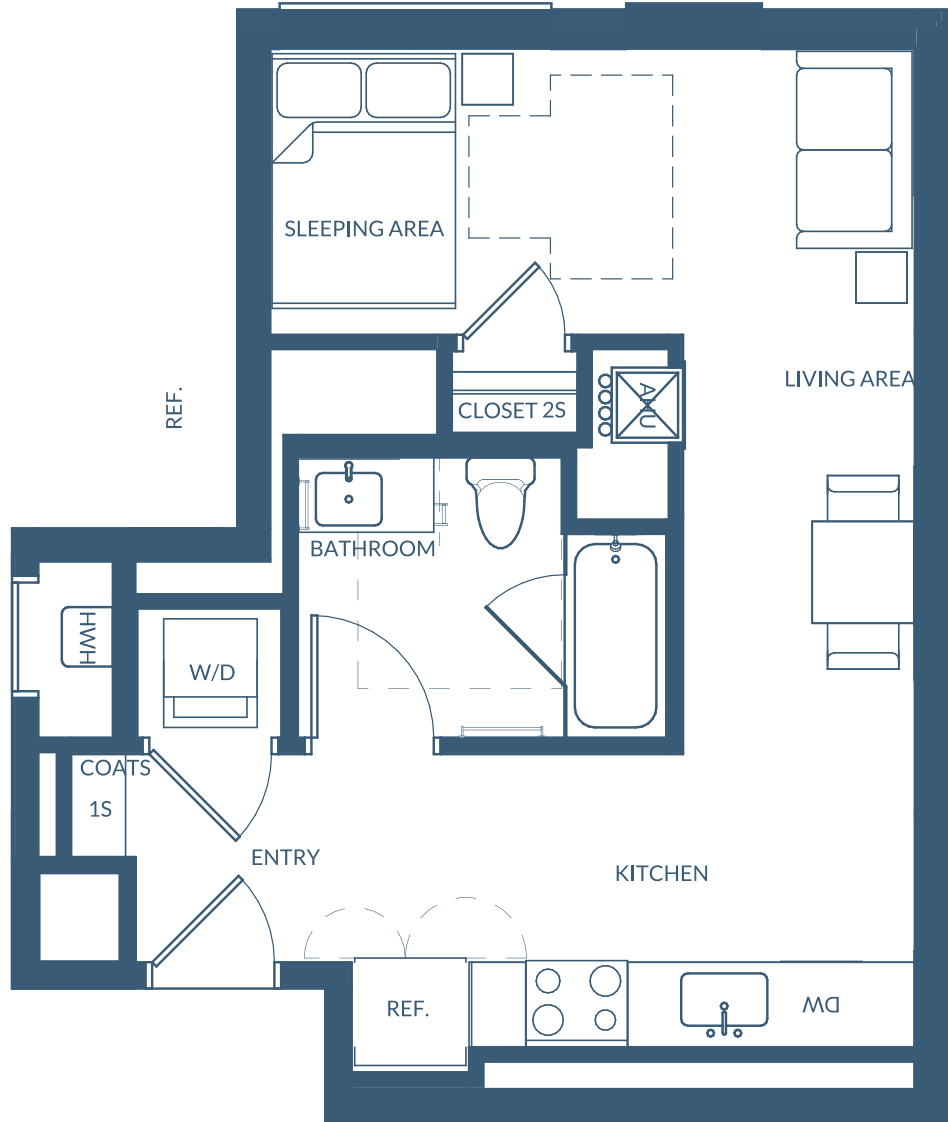 SLEEPING AREA
LIVING AREA
REF.
CLOSET 2S
AHU
BATHROOM
HWH
W/D
COATS
1S
ENTRY
KITCHEN
REF.
DW